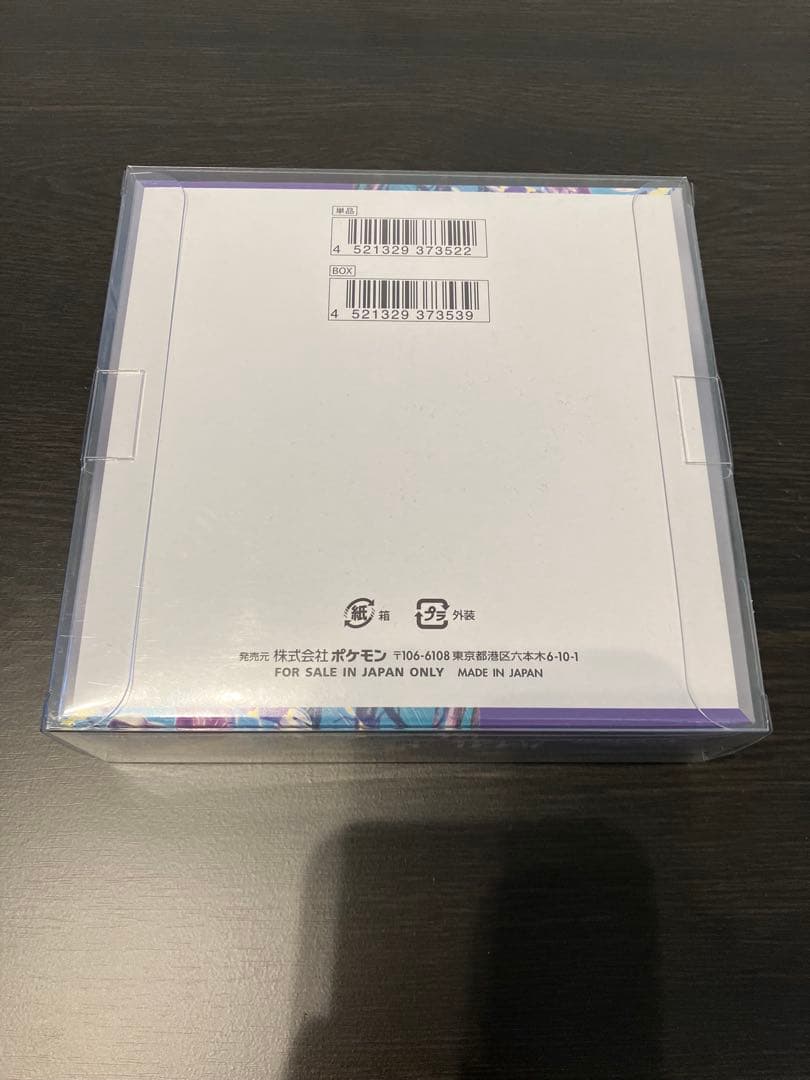 単品
4 521329 373522
BOX
4 521329 373539
紙 箱 プラ 外装
発売元 株式会社 ポケモン 〒106-6108 東京都港区六本木6-10-1
FOR SALE IN JAPAN ONLY MADE IN JAPAN